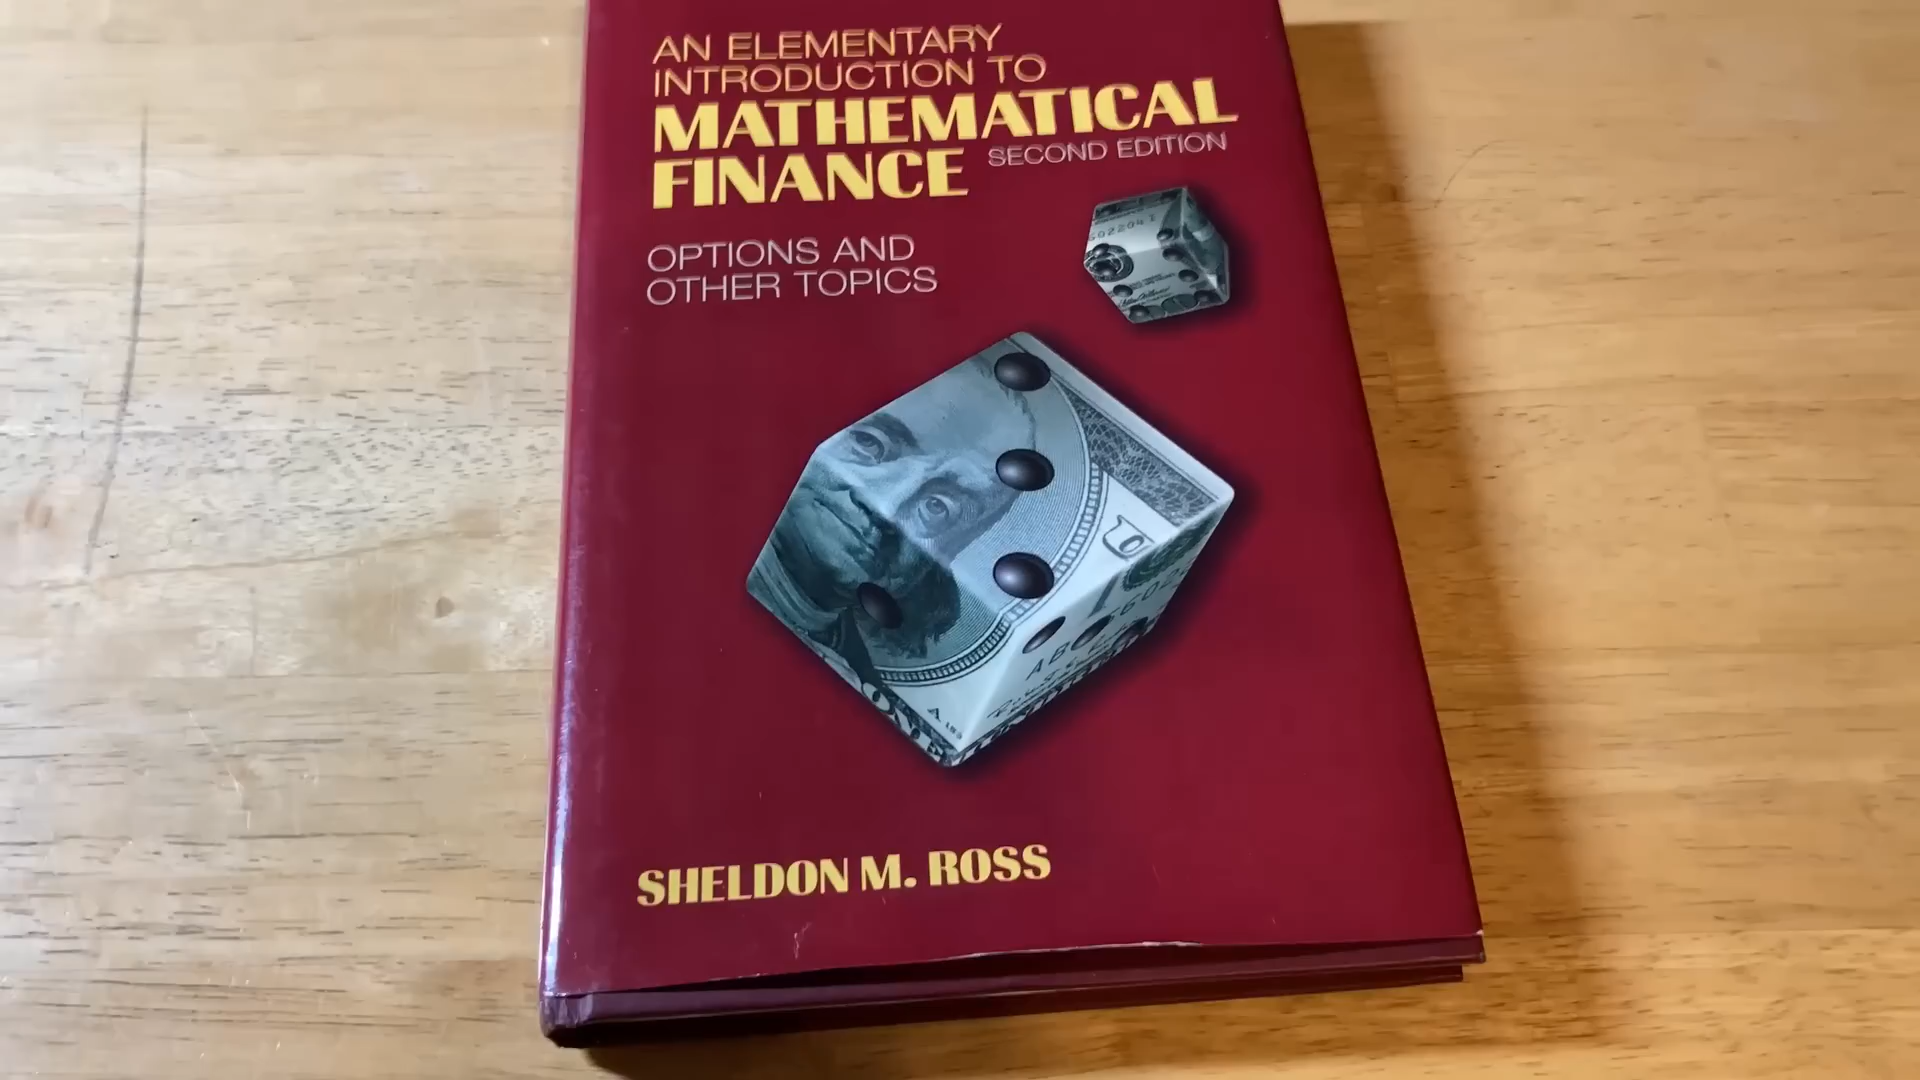 AN ELEMENTARY
INTRODUCTION TO
MATHEMATICAL
FINANCE SECOND EDITION
OPTIONS AND
OTHER TOPICS
SHELDON M. ROSS